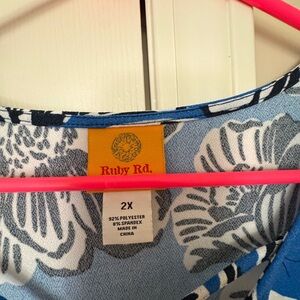 Ruby Rd.
2X
92% POLYESTER
8% SPANDEX
MADE IN
CHINA